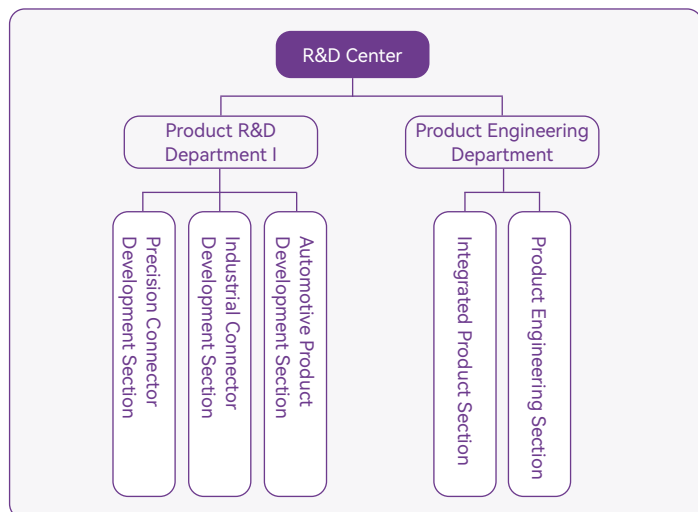 R&D Center
Product R&D
Department I
Product Engineering
Department
Precision Connector
Development Section
Industrial Connector
Development Section
Automotive Product
Development Section
Integrated Product Section
Product Engineering Section